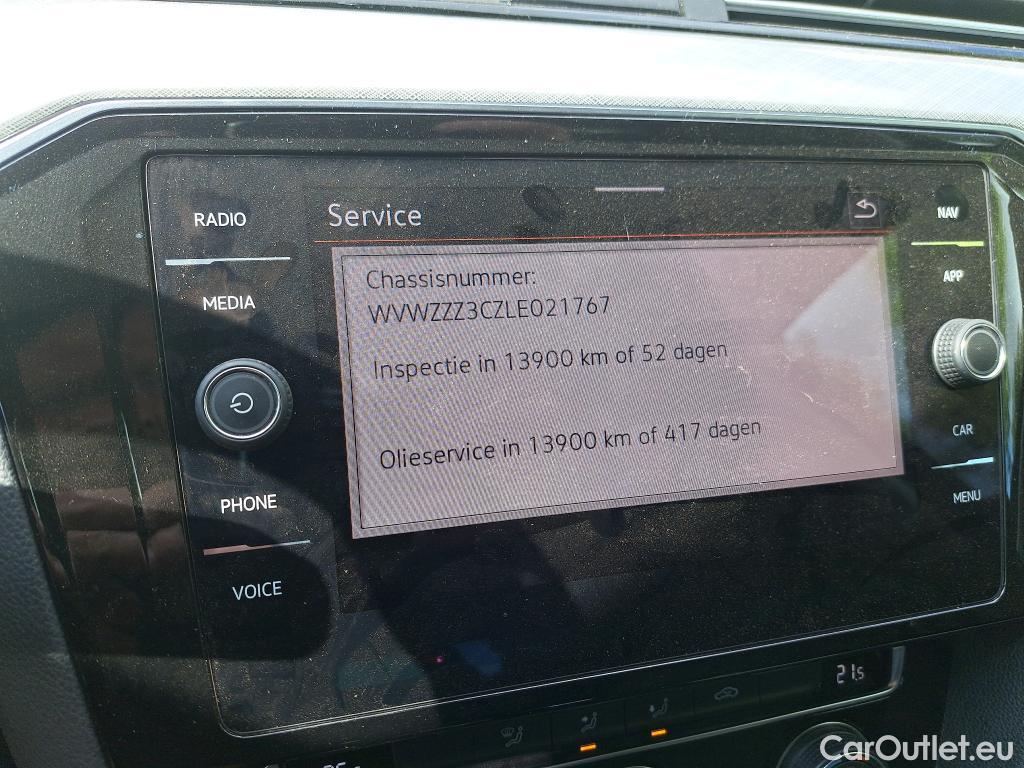 RADIO
Service
NAV
MEDIA
APP
Chassisnummer:
WVWZZZ3CZLE021767
Inspectie in 13900 km of 52 dagen
Olieservice in 13900 km of 417 dagen
CAR
PHONE
MENU
VOICE
21.5
CarOutlet.eu